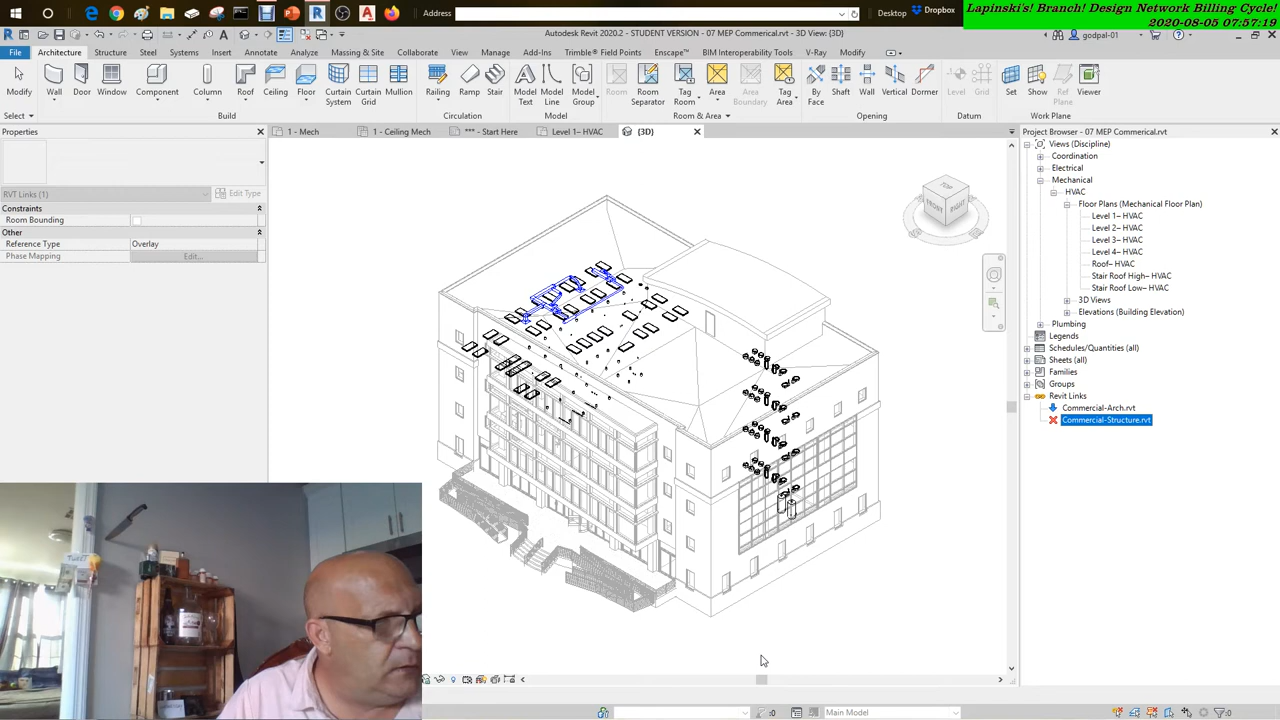 Address
Desktop
Dropbox
Lapinski's! Branch! Design Network Billing Cycle!
2020-08-05 07:57:19
Autodesk Revit 2020.2 - STUDENT VERSION - 07 MEP Commerical.rvt - 3D View: {3D}
godpal-01
File Architecture Structure Steel Systems Insert Annotate Analyze Massing & Site Collaborate View Manage Add-Ins Trimble® Field Points Enscape™ BIM Interoperability Tools V-Ray Modify
Modify Wall Door Window Component Column Roof Ceiling Floor Curtain System Curtain Grid Mullion Railing Ramp Stair Model Text Model Line Model Group Room Room Separator Tag Room Area Area Boundary Tag Area By Face Shaft Wall Vertical Dormer Level Grid Set Show Ref Plane Viewer
Select Build Circulation Model Room & Area Opening Datum Work Plane
Properties
1 - Mech
1 - Ceiling Mech
*** - Start Here
Level 1– HVAC
{3D}
Project Browser - 07 MEP Commerical.rvt
RVT Links (1)
Edit Type
Constraints
Room Bounding
Other
Reference Type Overlay
Phase Mapping Edit...
TOP
FRONT
RIGHT
Views (Discipline)
Coordination
Electrical
Mechanical
HVAC
Floor Plans (Mechanical Floor Plan)
Level 1– HVAC
Level 2– HVAC
Level 3– HVAC
Level 4– HVAC
Roof– HVAC
Stair Roof High– HVAC
Stair Roof Low– HVAC
3D Views
Elevations (Building Elevation)
Plumbing
Legends
Schedules/Quantities (all)
Sheets (all)
Families
Groups
Revit Links
Commercial-Arch.rvt
Commercial-Structure.rvt
:0
Main Model
:0